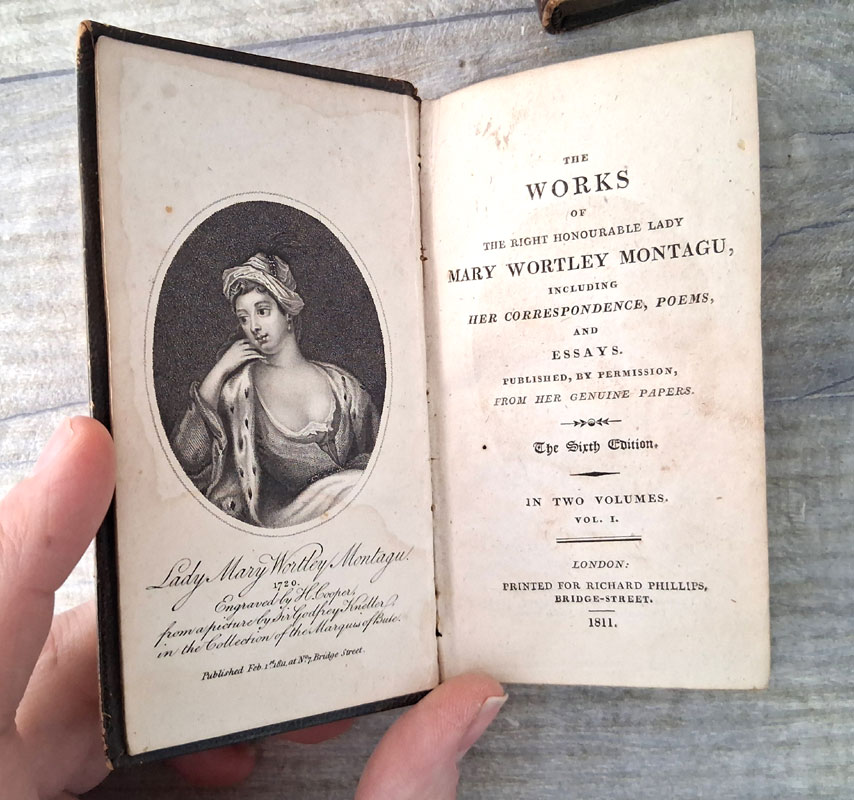 Lady Mary Wortley Montagu.
1720.
Engraved by H. Cooper,
from a picture by Sir Godfrey Kneller,
in the Collection of the Marquis of Bute.
Published Feb. 1st. 1811, at No. 7, Bridge Street.
THE
WORKS
OF
THE RIGHT HONOURABLE LADY
MARY WORTLEY MONTAGU,
INCLUDING
HER CORRESPONDENCE, POEMS,
AND
ESSAYS.
PUBLISHED, BY PERMISSION,
FROM HER GENUINE PAPERS.
The Sixth Edition.
IN TWO VOLUMES.
VOL. I.
LONDON:
PRINTED FOR RICHARD PHILLIPS,
BRIDGE-STREET.
1811.